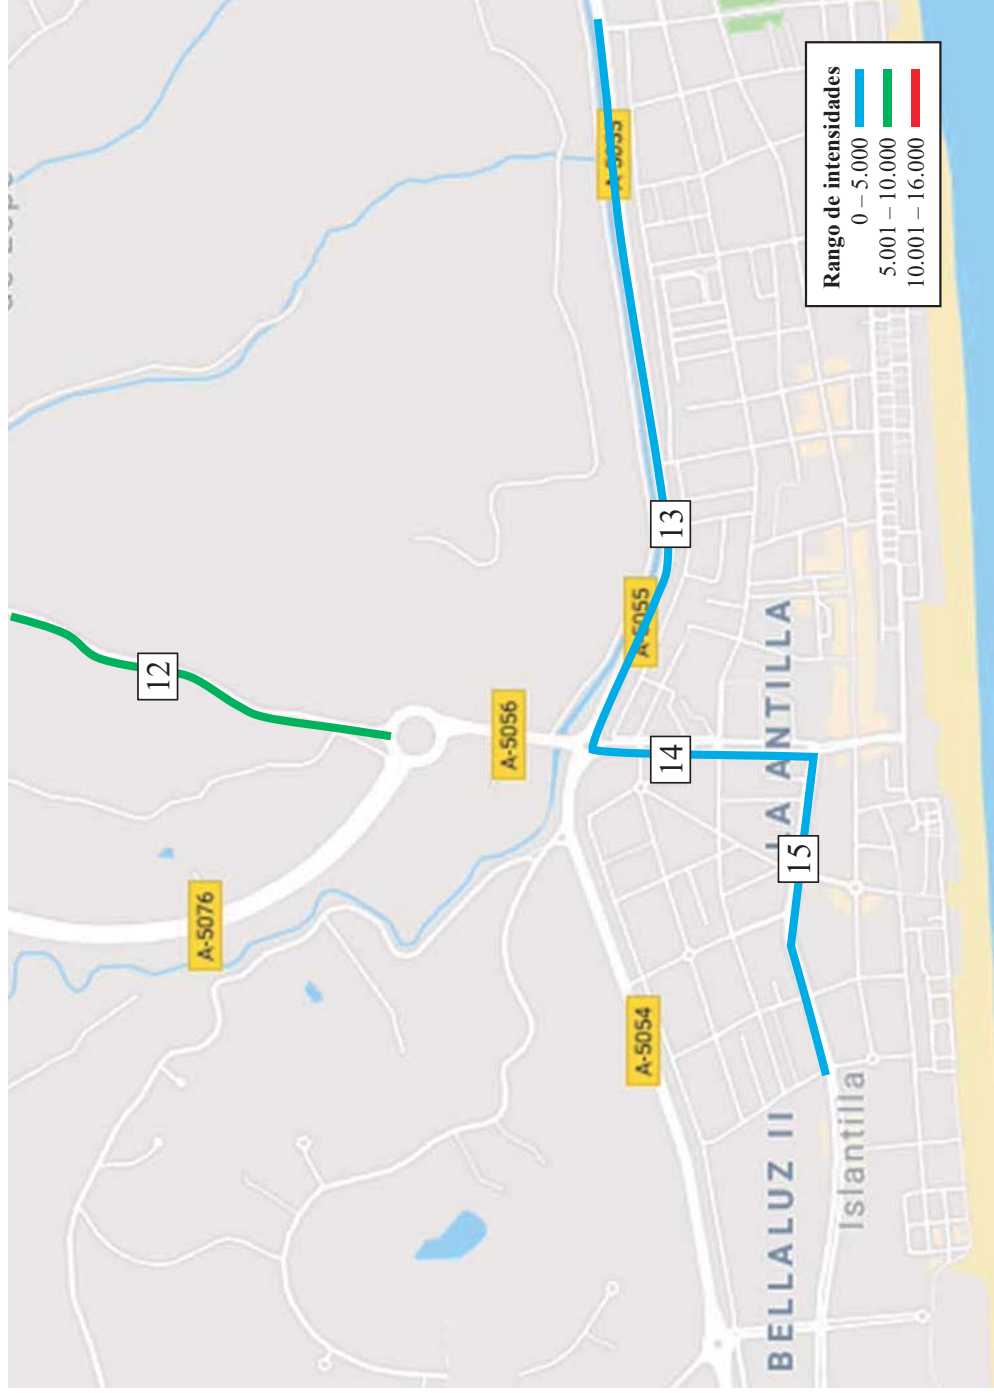 12
A-5076
A-5056
A-5055
13
14
15
A-5054
LA ANTILLA
BELLALUZ II
Islantilla
Rango de intensidades
0 – 5.000
5.001 – 10.000
10.001 – 16.000